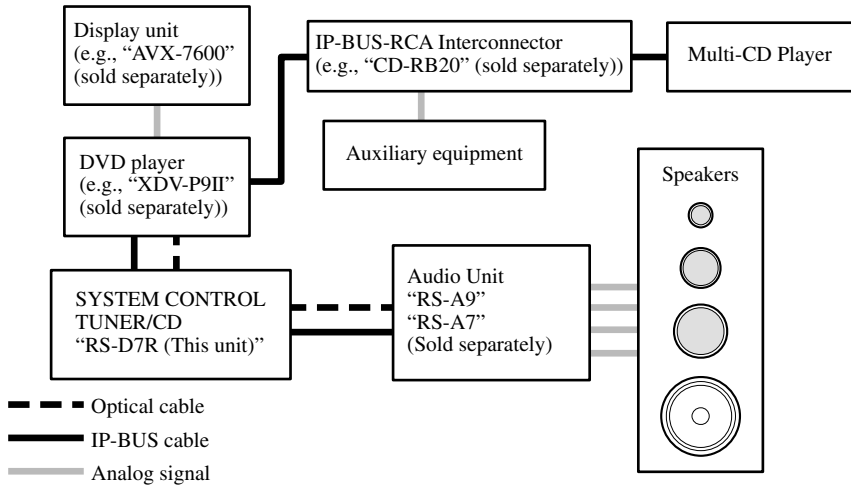 Display unit
(e.g., “AVX-7600”
(sold separately))
IP-BUS-RCA Interconnector
(e.g., “CD-RB20” (sold separately))
Multi-CD Player
DVD player
(e.g., “XDV-P9II”
(sold separately))
Auxiliary equipment
Speakers
SYSTEM CONTROL
TUNER/CD
“RS-D7R (This unit)”
Audio Unit
“RS-A9”
“RS-A7”
(Sold separately)
Optical cable
IP-BUS cable
Analog signal